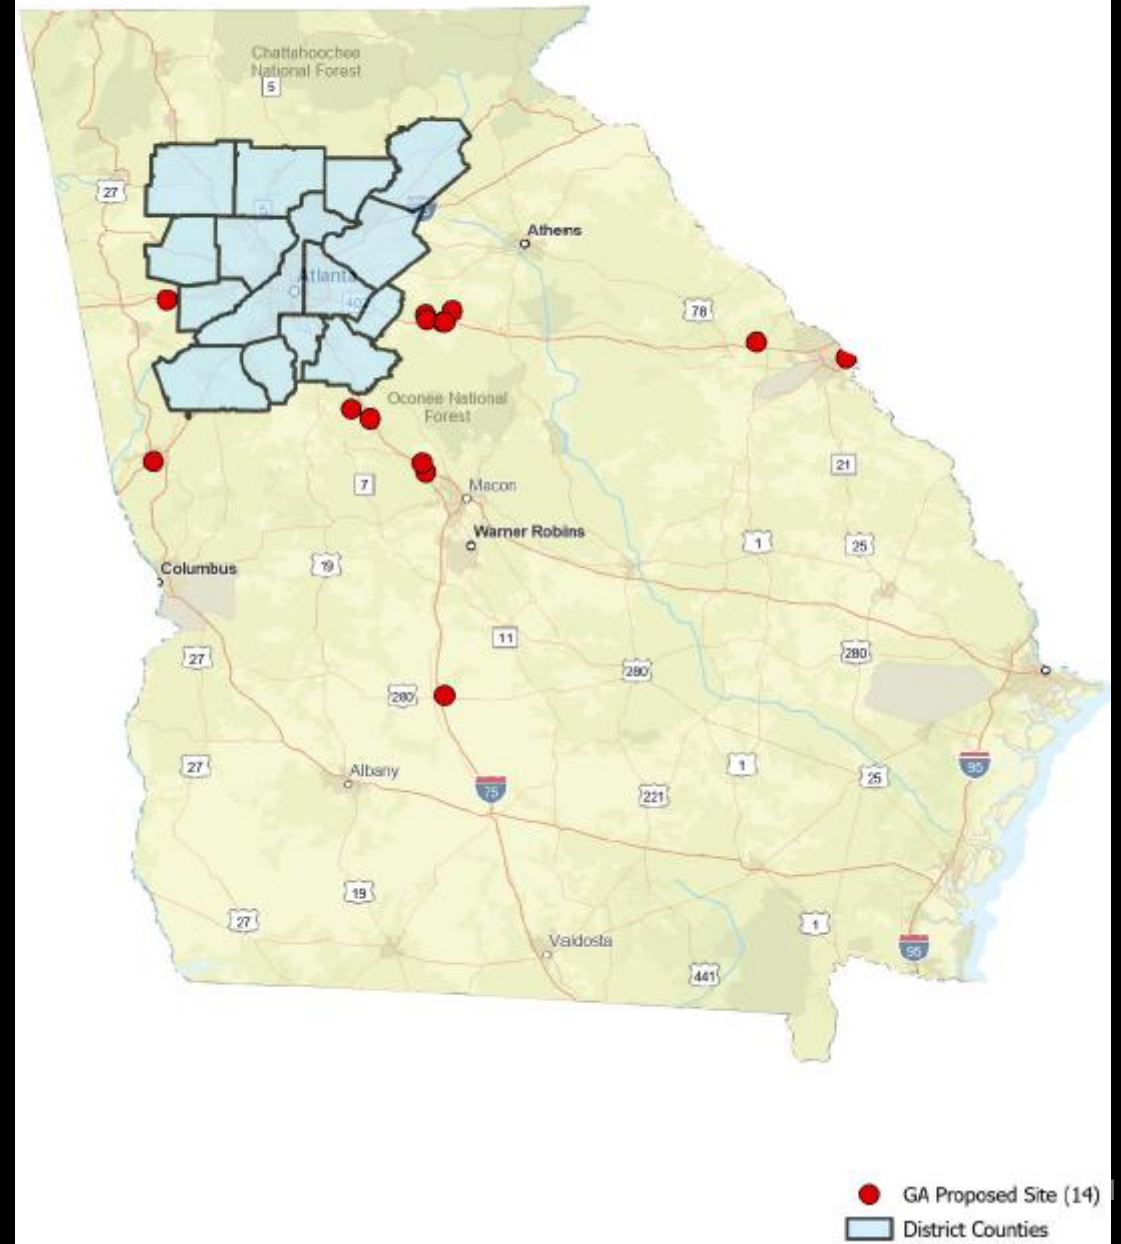 Chattahoochee
National Forest
5
27
5
Athens
Atlanta
78
Oconee National
Forest
21
7
Macon
Warner Robins
1
25
19
Columbus
11
27
280
280
280
27
Albany
1
95
75
25
221
19
27
1
Valdosta
95
441
GA Proposed Site (14)
District Counties